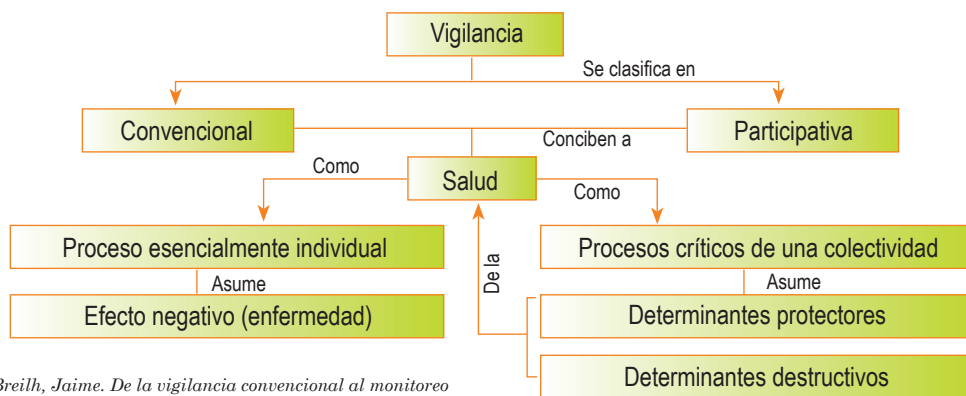 Vigilancia
Se clasifica en
Convencional
Participativa
Conciben a
Como
Salud
Como
Proceso esencialmente individual
Procesos críticos de una colectividad
Asume
De la
Asume
Efecto negativo (enfermedad)
Determinantes protectores
Determinantes destructivos
Breilh, Jaime. De la vigilancia convencional al monitoreo